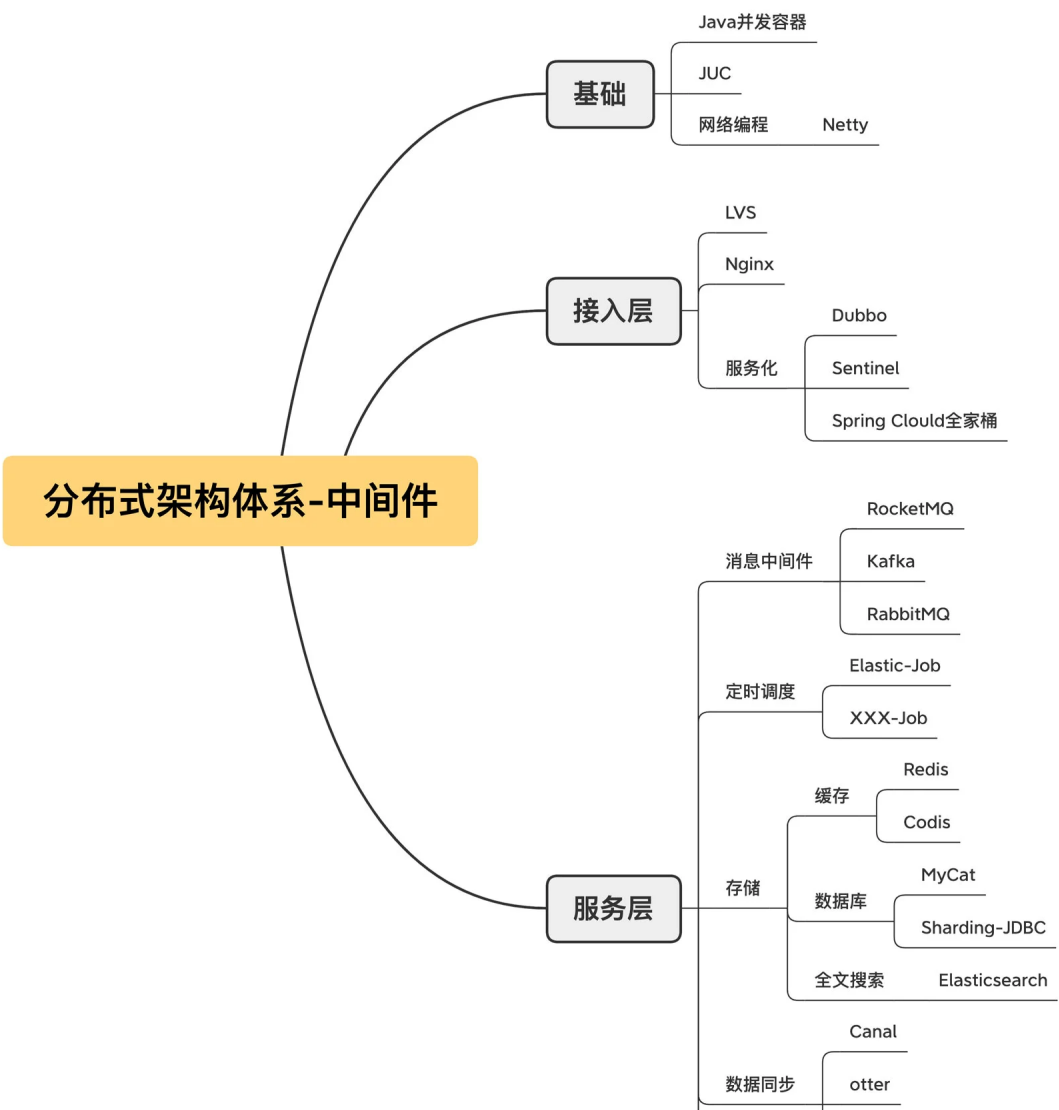 分布式架构体系-中间件
基础
Java并发容器
JUC
网络编程
Netty
接入层
LVS
Nginx
服务化
Dubbo
Sentinel
Spring Clould全家桶
服务层
消息中间件
RocketMQ
Kafka
RabbitMQ
定时调度
Elastic-Job
XXX-Job
存储
缓存
Redis
Codis
数据库
MyCat
Sharding-JDBC
全文搜索
Elasticsearch
数据同步
Canal
otter